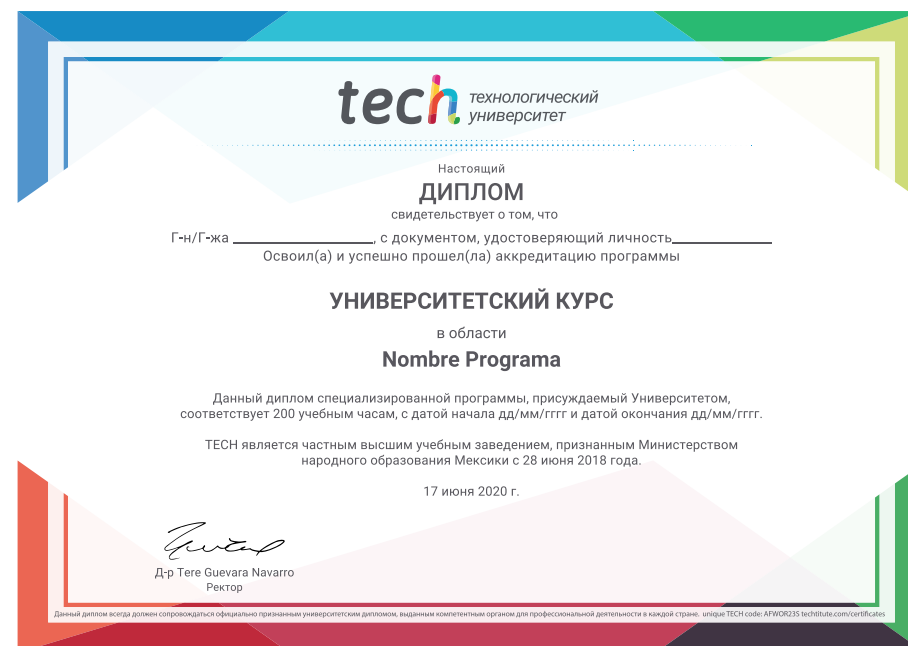 tech технологический
университет
Настоящий
ДИПЛОМ
свидетельствует о том, что
Г-н/Г-жа ____________________, с документом, удостоверяющий личность______________
Освоил(а) и успешно прошел(ла) аккредитацию программы
УНИВЕРСИТЕТСКИЙ КУРС
в области
Nombre Programa
Данный диплом специализированной программы, присуждаемый Университетом,
соответствует 200 учебным часам, с датой начала дд/мм/гггг и датой окончания дд/мм/гггг.
TECH является частным высшим учебным заведением, признанным Министерством
народного образования Мексики с 28 июня 2018 года.
17 июня 2020 г.
Д-р Tere Guevara Navarro
Ректор
Данный диплом всегда должен сопровождаться официально признанным университетским дипломом, выданным компетентным органом для профессиональной деятельности в каждой стране. unique TECH code: AFWOR23S techtitute.com/certificates